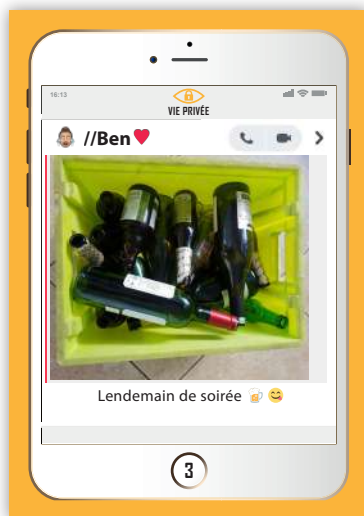 16:13
VIE PRIVÉE
//Ben❤️
Lendemain de soirée 🍺 😋
3